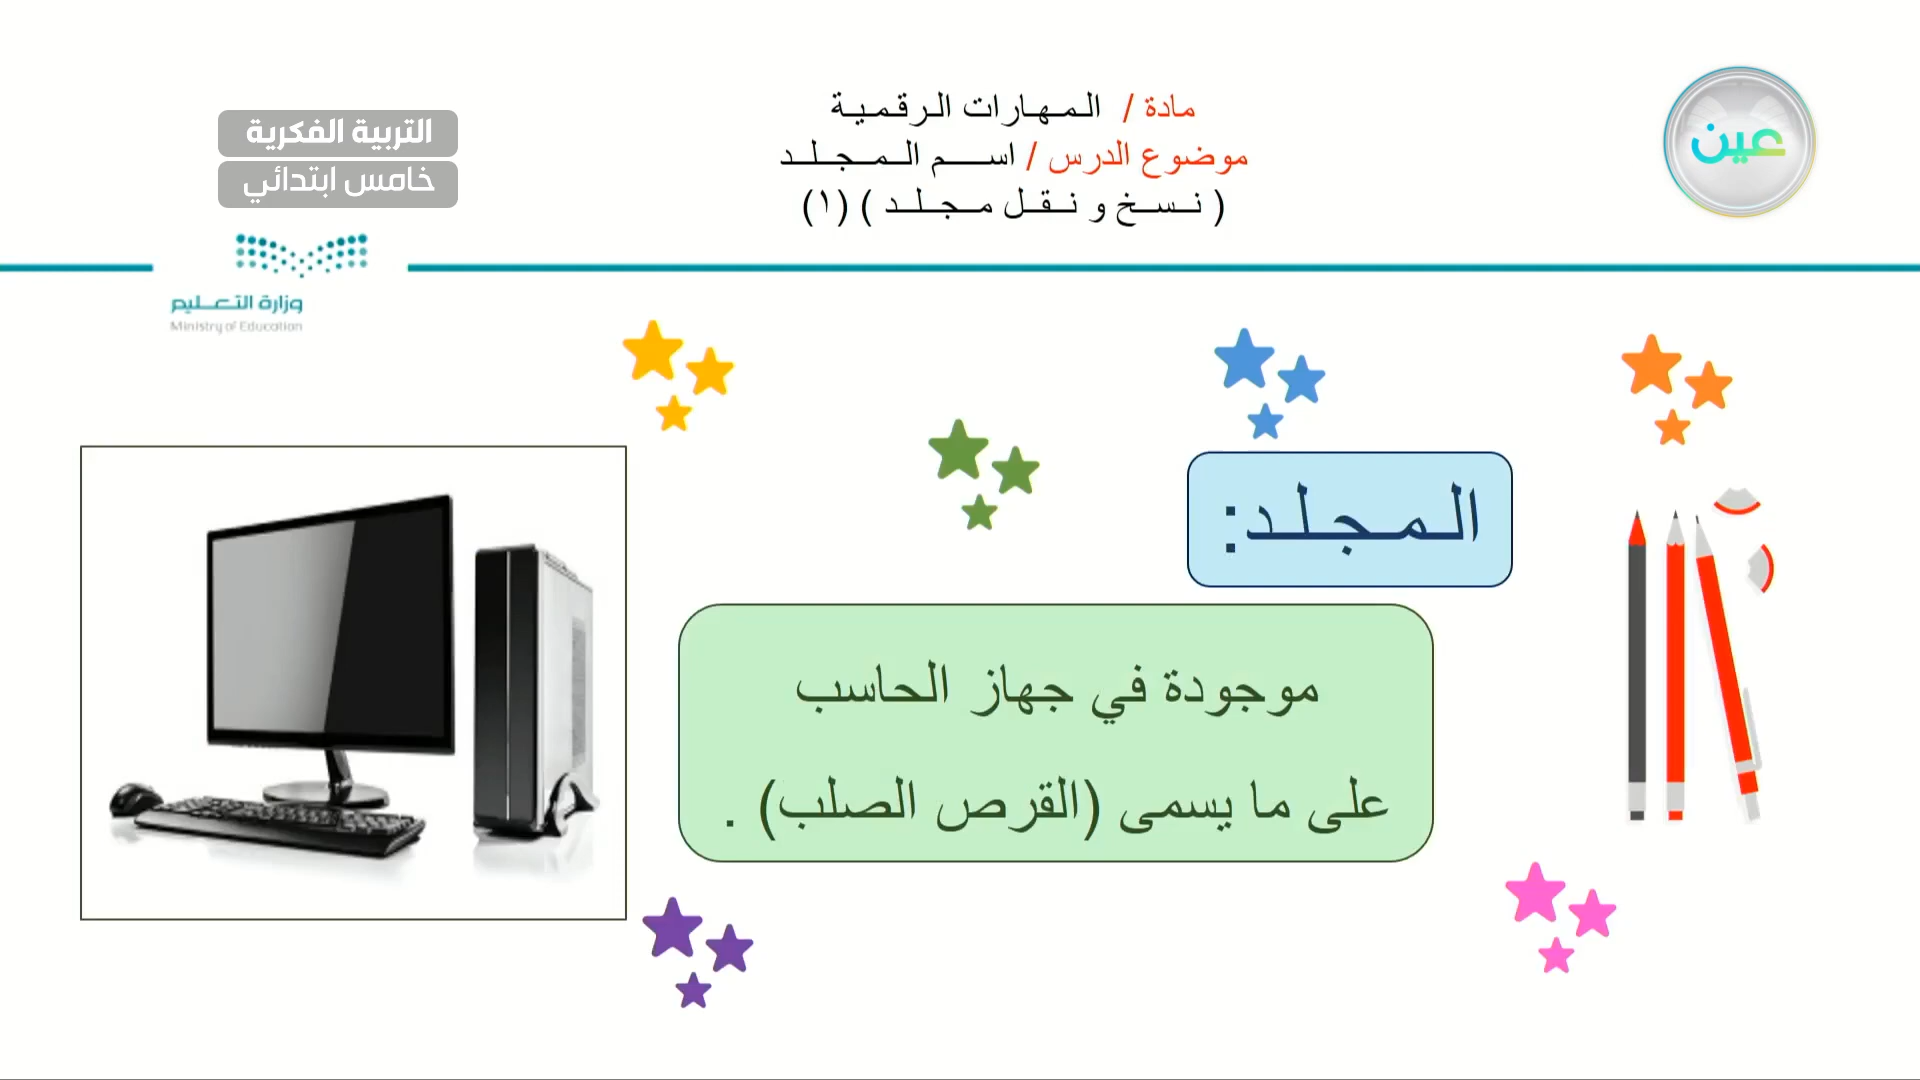 مادة / المهارات الرقمية
موضوع الدرس / اسم المجلد
( نسخ و نقل مجلد ) (١)
عين
التربية الفكرية
خامس ابتدائي
وزارة التعليم
Ministry of Education
المجلد:
موجودة في جهاز الحاسب
على ما يسمى (القرص الصلب) .